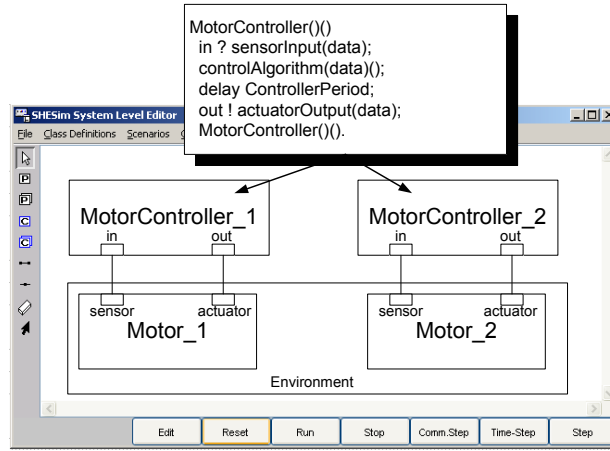 MotorController()()
in ? sensorInput(data);
controlAlgorithm(data)();
delay ControllerPeriod;
out ! actuatorOutput(data);
MotorController()().
SHESim System Level Editor
File Class Definitions Scenarios
P
P
C
C
MotorController_1
in out
MotorController_2
in out
sensor actuator
Motor_1
sensor actuator
Motor_2
Environment
Edit Reset Run Stop Comm.Step Time-Step Step